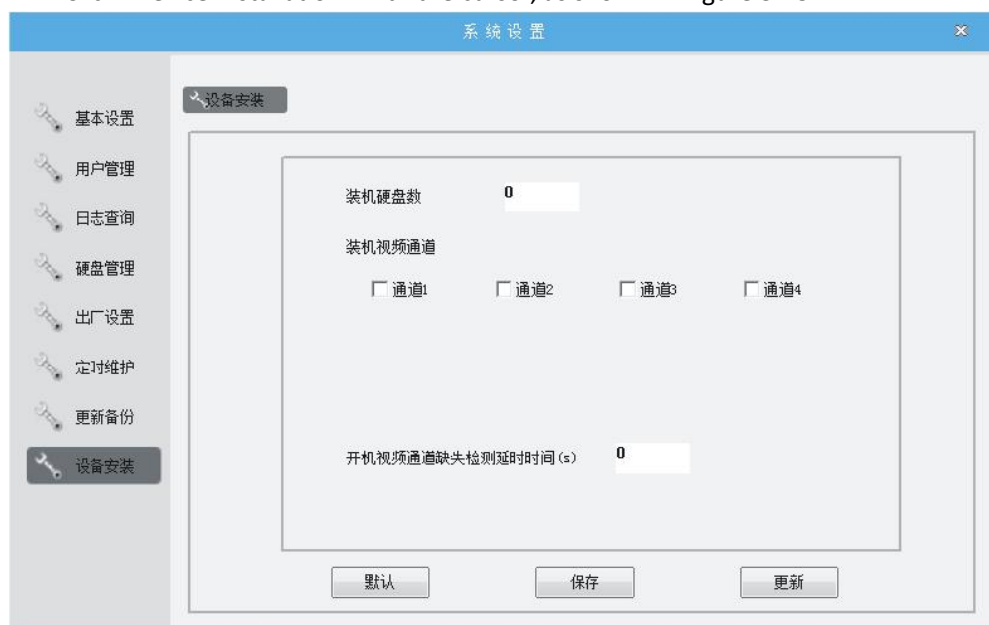 系统设置
基本设置
用户管理
日志查询
硬盘管理
出厂设置
定时维护
更新备份
设备安装
设备安装
装机硬盘数 0
装机视频通道
通道1 通道2 通道3 通道4
开机视频通道缺失检测延时时间(s) 0
默认 保存 更新